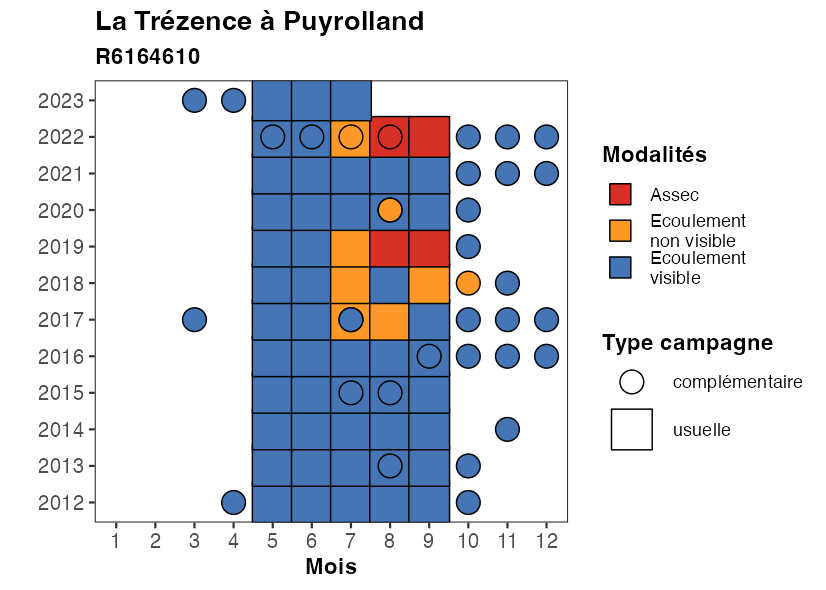 La Trézence à Puyrolland
R6164610
2023
2022
2021
2020
2019
2018
2017
2016
2015
2014
2013
2012
1 2 3 4 5 6 7 8 9 10 11 12
Mois
Modalités
Assec
Ecoulement
non visible
Ecoulement
visible
Type campagne
complémentaire
usuelle